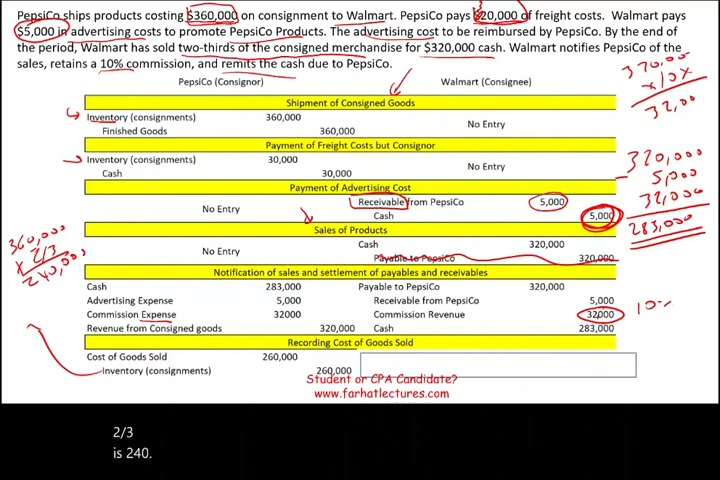 PepsiCo ships products costing $360,000 on consignment to Walmart. PepsiCo pays $20,000 of freight costs. Walmart pays
$5,000 in advertising costs to promote PepsiCo Products. The advertising cost to be reimbursed by PepsiCo. By the end
of the period, Walmart has sold two-thirds of the consigned merchandise for $320,000 cash. Walmart notifies PepsiCo of the
sales, retains a 10% commission, and remits the cash due to PepsiCo.
PepsiCo (Consignor) Walmart (Consignee)
Shipment of Consigned Goods
Inventory (consignments) 360,000
Finished Goods 360,000
No Entry
Payment of Freight Costs but Consignor
Inventory (consignments) 30,000
Cash 30,000
No Entry
Payment of Advertising Cost
No Entry
Receivable from PepsiCo 5,000
Cash 5,000
Sales of Products
No Entry
Cash 320,000
Payable to PepsiCo 320,000
Notification of sales and settlement of payables and receivables
Cash 283,000 Payable to PepsiCo 320,000
Advertising Expense 5,000 Receivable from PepsiCo 5,000
Commission Expense 32000 Commission Revenue 32000
Revenue from Consigned goods 320,000 Cash 283,000
Recording Cost of Goods Sold
Cost of Goods Sold 260,000
Inventory (consignments) 260,000
360,000
x 2/3
240,000
x 10%
320,000
5,000
32,000
283,000
10%
Student or CPA Candidate?
www.farhatlectures.com
2/3
is 240.